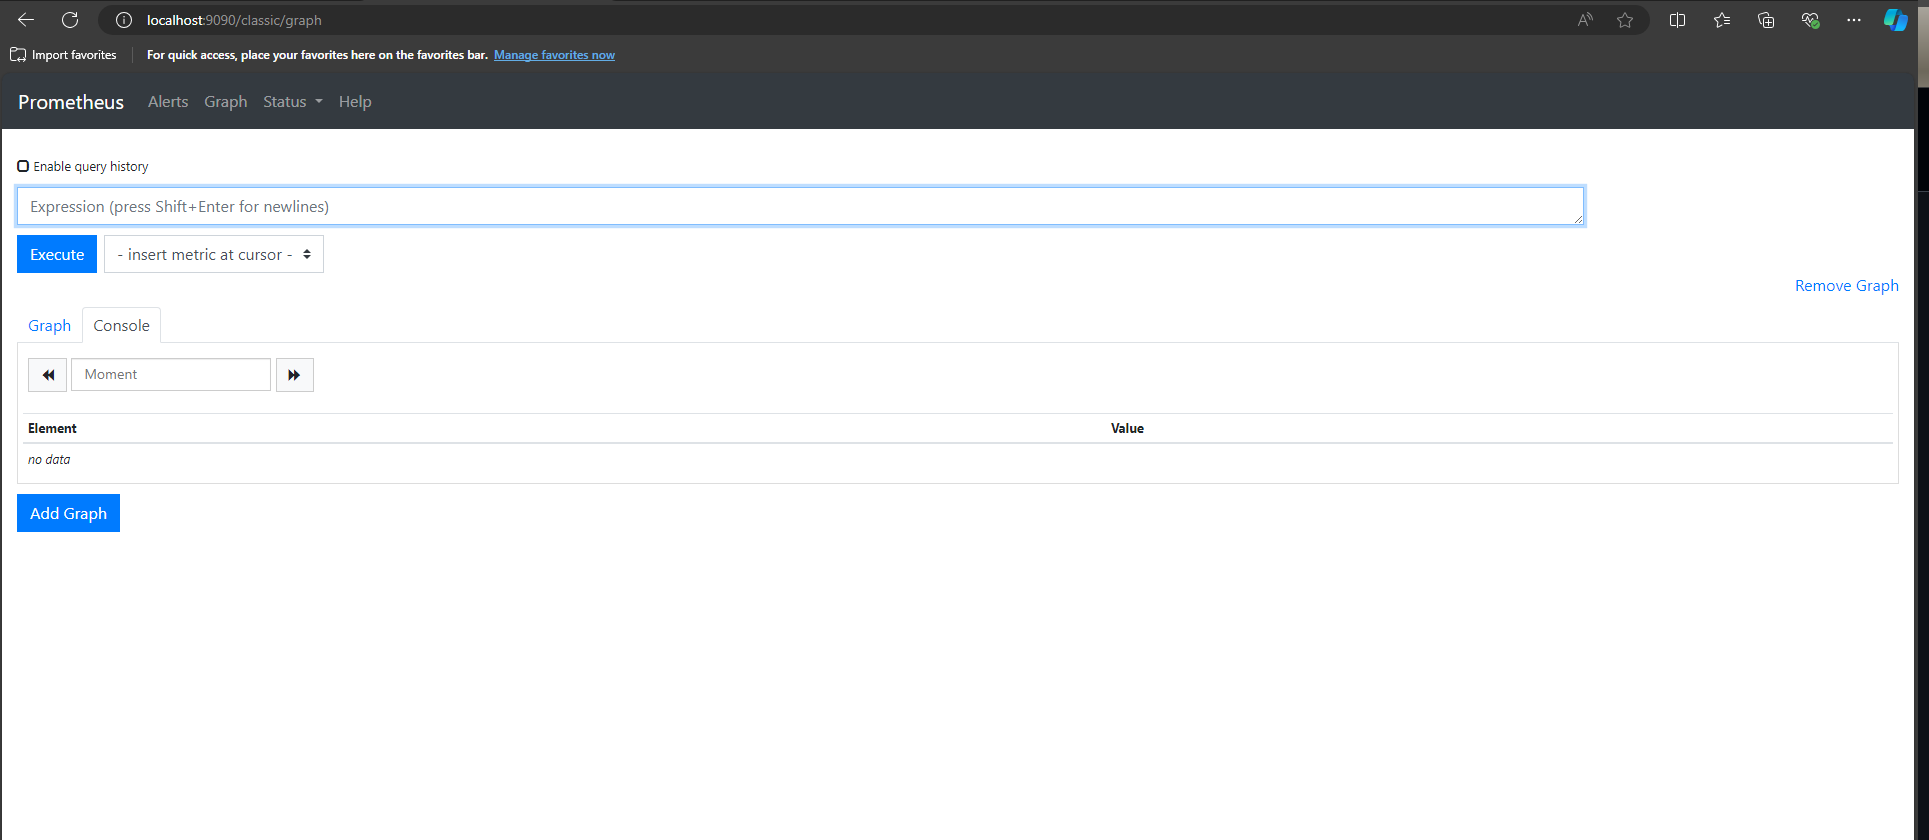 localhost:9090/classic/graph
Import favorites For quick access, place your favorites here on the favorites bar. Manage favorites now
Prometheus Alerts Graph Status Help
Enable query history
Expression (press Shift+Enter for newlines)
Execute - insert metric at cursor -
Remove Graph
Graph Console
Moment
Element Value
no data
Add Graph